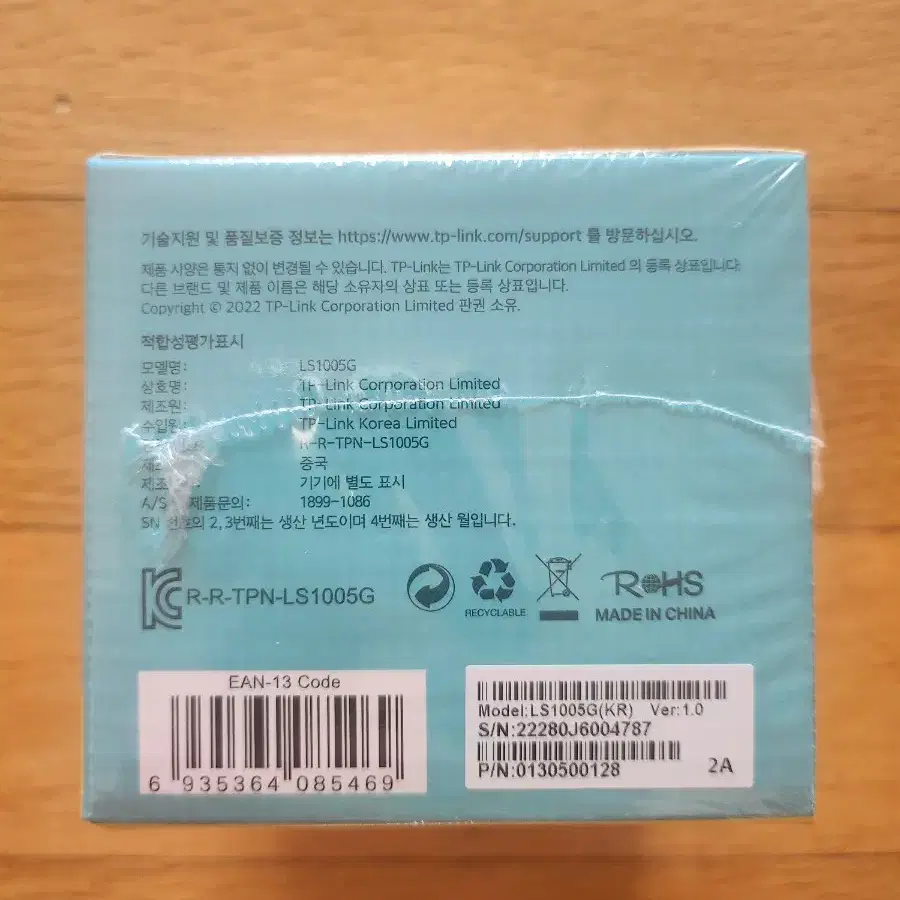 기술지원 및 품질보증 정보는 https://www.tp-link.com/support 를 방문하십시오.
제품 사양은 통지 없이 변경될 수 있습니다. TP-Link는 TP-Link Corporation Limited 의 등록 상표입니다.
다른 브랜드 및 제품 이름은 해당 소유자의 상표 또는 등록 상표입니다.
Copyright © 2022 TP-Link Corporation Limited 판권 소유.
적합성평가표시
모델명: LS1005G
상호명: TP-Link Corporation Limited
제조원: TP-Link Corporation Limited
수입원: TP-Link Korea Limited
R-R-TPN-LS1005G
중국
기기에 별도 표시
A/S 제품문의: 1899-1086
SN 번호의 2, 3번째는 생산 년도이며 4번째는 생산 월입니다.
R-R-TPN-LS1005G
RECYCLABLE
RoHS
MADE IN CHINA
EAN-13 Code
6 935364 085469
Model:LS1005G(KR) Ver:1.0
S/N:22280J6004787
P/N:0130500128 2A